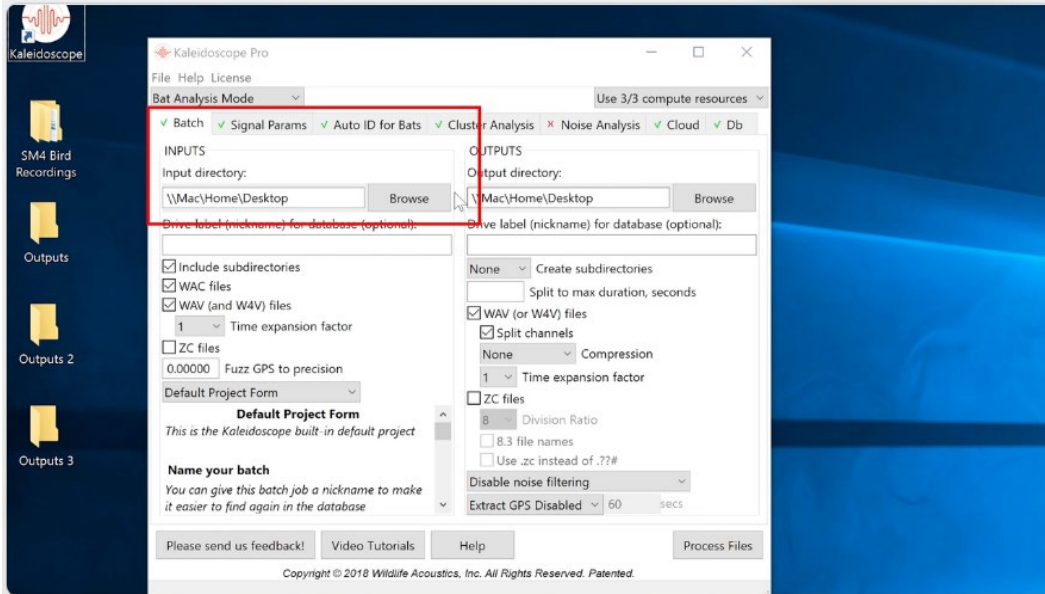 Kaleidoscope
SM4 Bird
Recordings
Outputs
Outputs 2
Outputs 3
Kaleidoscope Pro
File Help License
Bat Analysis Mode
Use 3/3 compute resources
Batch Signal Params Auto ID for Bats Cluster Analysis Noise Analysis Cloud Db
INPUTS
Input directory:
\\Mac\Home\Desktop Browse
Drive label (nickname) for database (optional):
Include subdirectories
WAC files
WAV (and W4V) files
1 Time expansion factor
ZC files
0.00000 Fuzz GPS to precision
Default Project Form
Default Project Form
This is the Kaleidoscope built-in default project
Name your batch
You can give this batch job a nickname to make
it easier to find again in the database
OUTPUTS
Output directory:
\\Mac\Home\Desktop Browse
Drive label (nickname) for database (optional):
None Create subdirectories
Split to max duration, seconds
WAV (or W4V) files
Split channels
None Compression
1 Time expansion factor
ZC files
8 Division Ratio
8.3 file names
Use .zc instead of .??#
Disable noise filtering
Extract GPS Disabled 60 secs
Please send us feedback! Video Tutorials Help Process Files
Copyright © 2018 Wildlife Acoustics, Inc. All Rights Reserved. Patented.